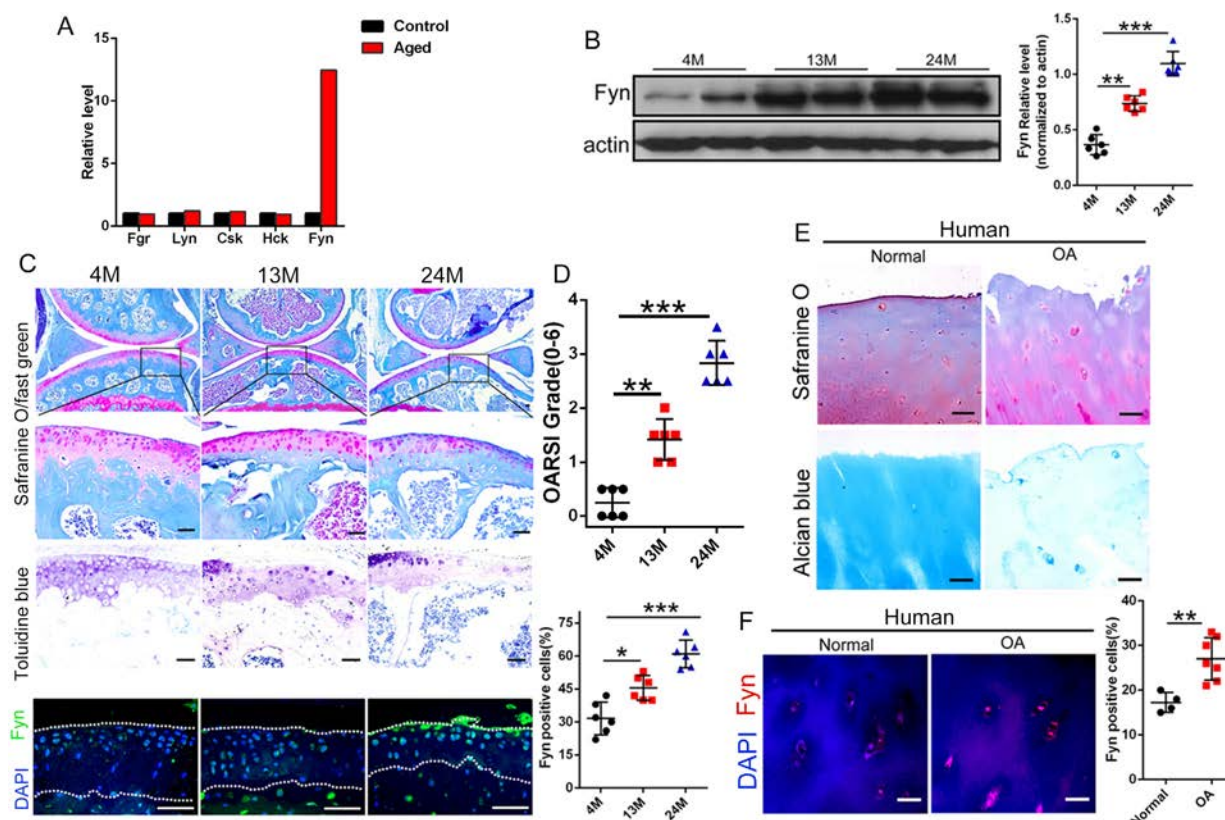 A
Control
Aged
Relative level
15
10
5
0
Fgr Lyn Csk Hck Fyn
B
4M 13M 24M
Fyn
actin
Fyn Relative level
(normalized to actin)
***
**
1.5
1.0
0.5
0.0
4M 13M 24M
C
4M 13M 24M
Safranine O/fast green
Toluidine blue
DAPI Fyn
D
OARSI Grade(0-6)
4
3
2
1
0
***
**
4M 13M 24M
Fyn positive cells(%)
75
60
45
30
15
0
***
*
4M 13M 24M
E
Human
Normal OA
Safranine O
Alcian blue
F
Human
Normal OA
DAPI Fyn
Fyn positive cells(%)
40
30
20
10
0
**
Normal OA